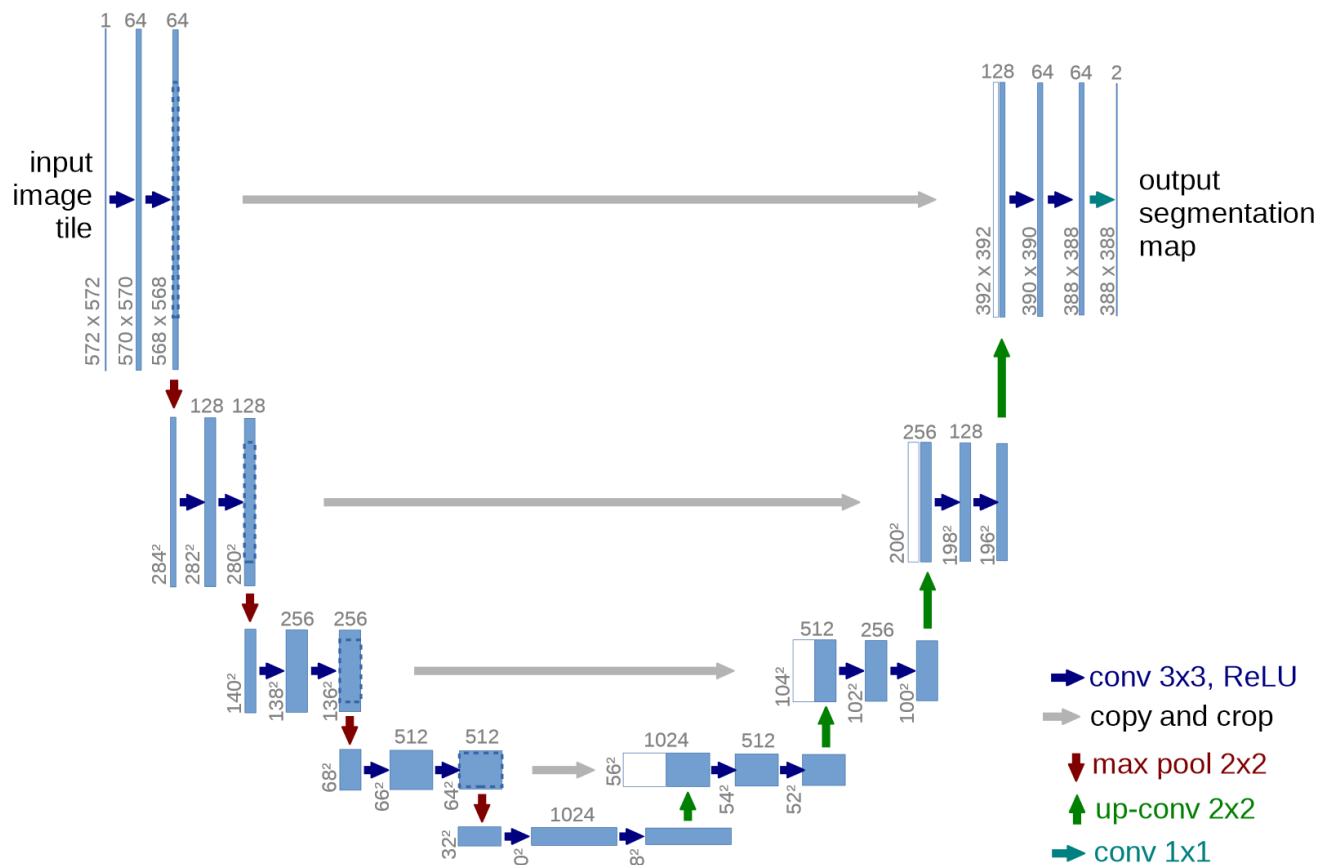 1 64 64
input
image
tile
572 x 572
570 x 570
568 x 568
128 64 64 2
output
segmentation
map
392 x 392
390 x 390
388 x 388
388 x 388
128 128
284²
282²
280²
256 128
200²
198²
196²
256 256
140²
138²
136²
512 256
104²
102²
100²
512 512
68²
66²
64²
1024 512
56²
54²
52²
1024
32²
0²
8²
conv 3x3, ReLU
copy and crop
max pool 2x2
up-conv 2x2
conv 1x1